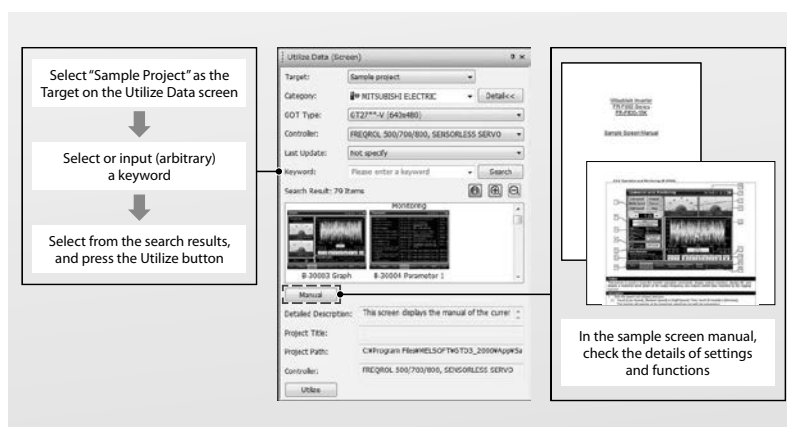 Select “Sample Project” as the
Target on the Utilize Data screen
Select or input (arbitrary)
a keyword
Select from the search results,
and press the Utilize button
Utilize Data (Screen)
Target: Sample project
Category: MITSUBISHI ELECTRIC Detail<<
GOT Type: GT27**-V (640x480)
Controller: FREQROL 500/700/800, SENSORLESS SERVO
Last Update: Not specify
Keyword: Please enter a keyword Search
Search Result: 79 Items
Monitoring
B-30003 Graph B-30004 Parameter 1
Manual
Detailed Description: This screen displays the manual of the curre
Project Title:
Project Path: C:¥Program Files¥MELSOFT¥GTD3_2000¥App¥Sa
Controller: FREQROL 500/700/800, SENSORLESS SERVO
Utilize
Mitsubishi Inverter
Sample Screen Manual
In the sample screen manual,
check the details of settings
and functions